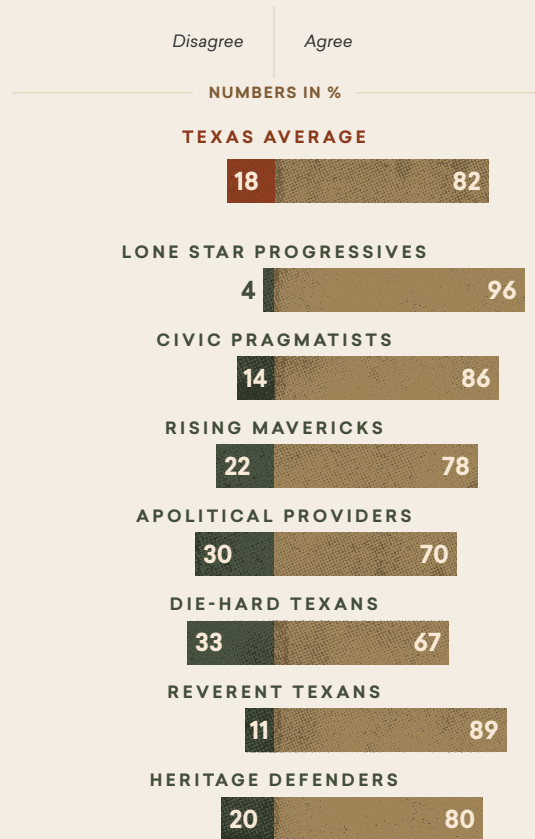 Disagree Agree
NUMBERS IN %
TEXAS AVERAGE
18 82
LONE STAR PROGRESSIVES
4 96
CIVIC PRAGMATISTS
14 86
RISING MAVERICKS
22 78
APOLITICAL PROVIDERS
30 70
DIE-HARD TEXANS
33 67
REVERENT TEXANS
11 89
HERITAGE DEFENDERS
20 80